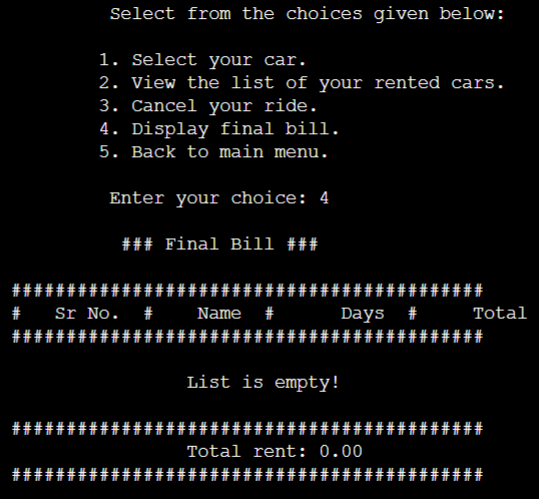 Select from the choices given below:
1. Select your car.
2. View the list of your rented cars.
3. Cancel your ride.
4. Display final bill.
5. Back to main menu.
Enter your choice: 4
### Final Bill ###
###########################################
# Sr No. # Name # Days # Total
###########################################
List is empty!
###########################################
Total rent: 0.00
###########################################